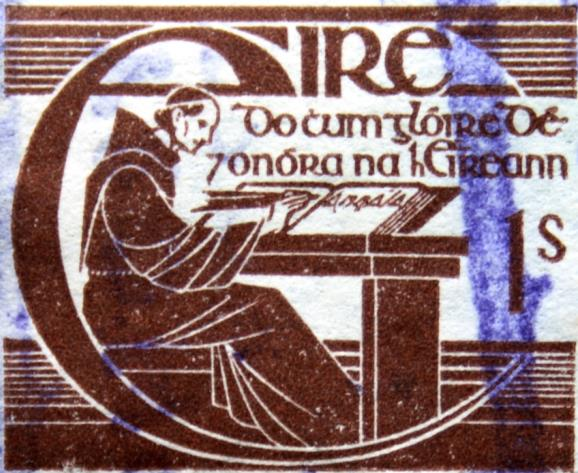 EIRE
Do ċum glóire Dé
⁊ onóra na hÉireann
1s